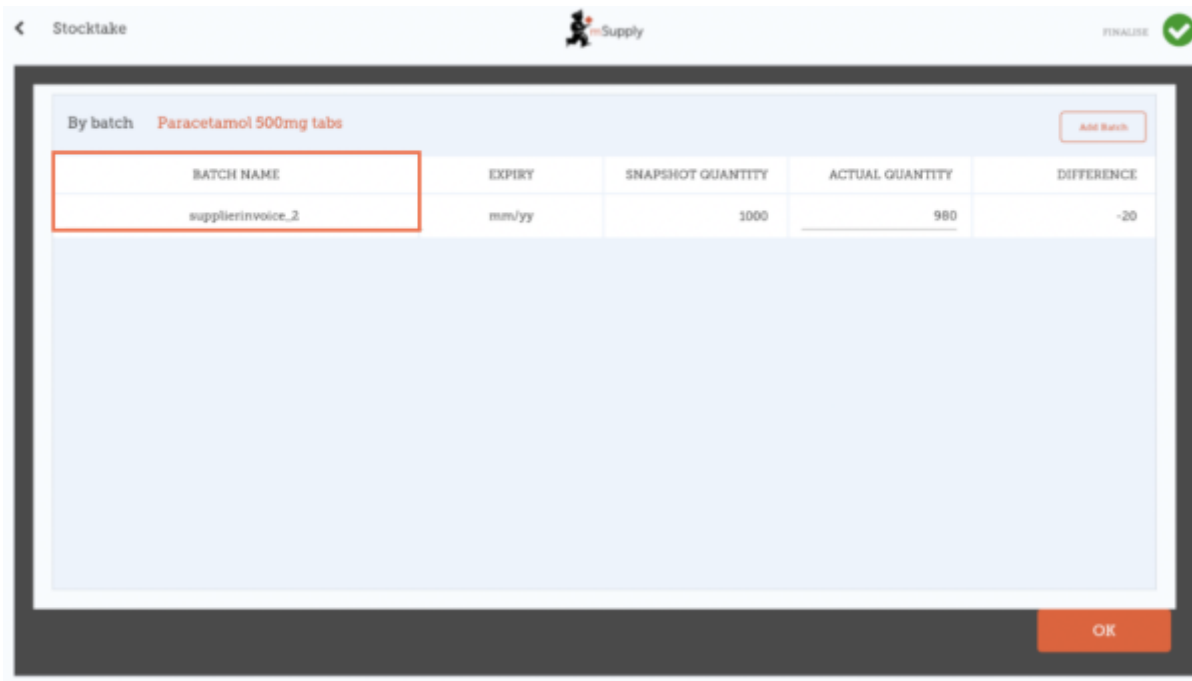 Stocktake
mSupply
FINALISE
By batch Paracetamol 500mg tabs
Add Batch
BATCH NAME EXPIRY SNAPSHOT QUANTITY ACTUAL QUANTITY DIFFERENCE
supplierinvoice_2 mm/yy 1000 980 -20
OK